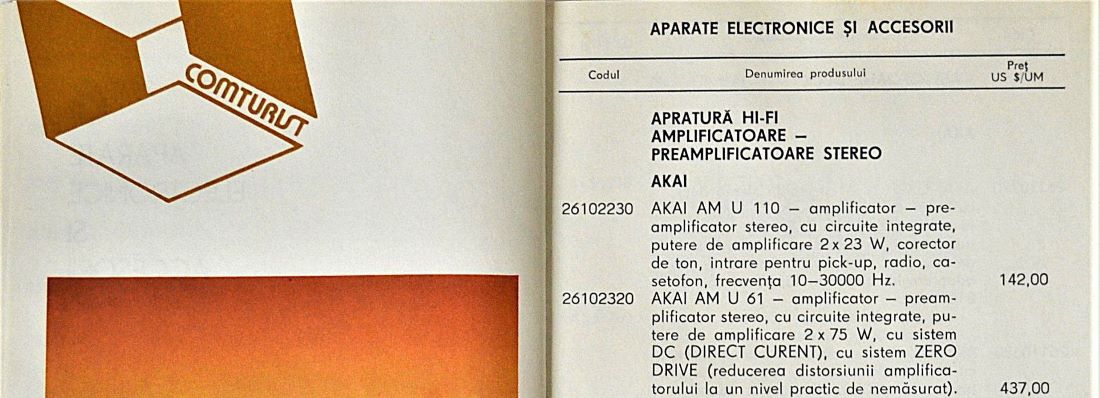 COMTURIST
APARATE ELECTRONICE ȘI ACCESORII
Codul Denumirea produsului Preț
US $/UM
APRATURĂ HI-FI
AMPLIFICATOARE –
PREAMPLIFICATOARE STEREO
AKAI
26102230 AKAI AM U 110 – amplificator – pre-
amplificator stereo, cu circuite integrate,
putere de amplificare 2 x 23 W, corector
de ton, intrare pentru pick-up, radio, ca-
setofon, frecvența 10–30000 Hz. 142,00
26102320 AKAI AM U 61 – amplificator – pream-
plificator stereo, cu circuite integrate, pu-
tere de amplificare 2 x 75 W, cu sistem
DC (DIRECT CURENT), cu sistem ZERO
DRIVE (reducerea distorsiunii amplifica-
torului la un nivel practic de nemăsurat). 437,00